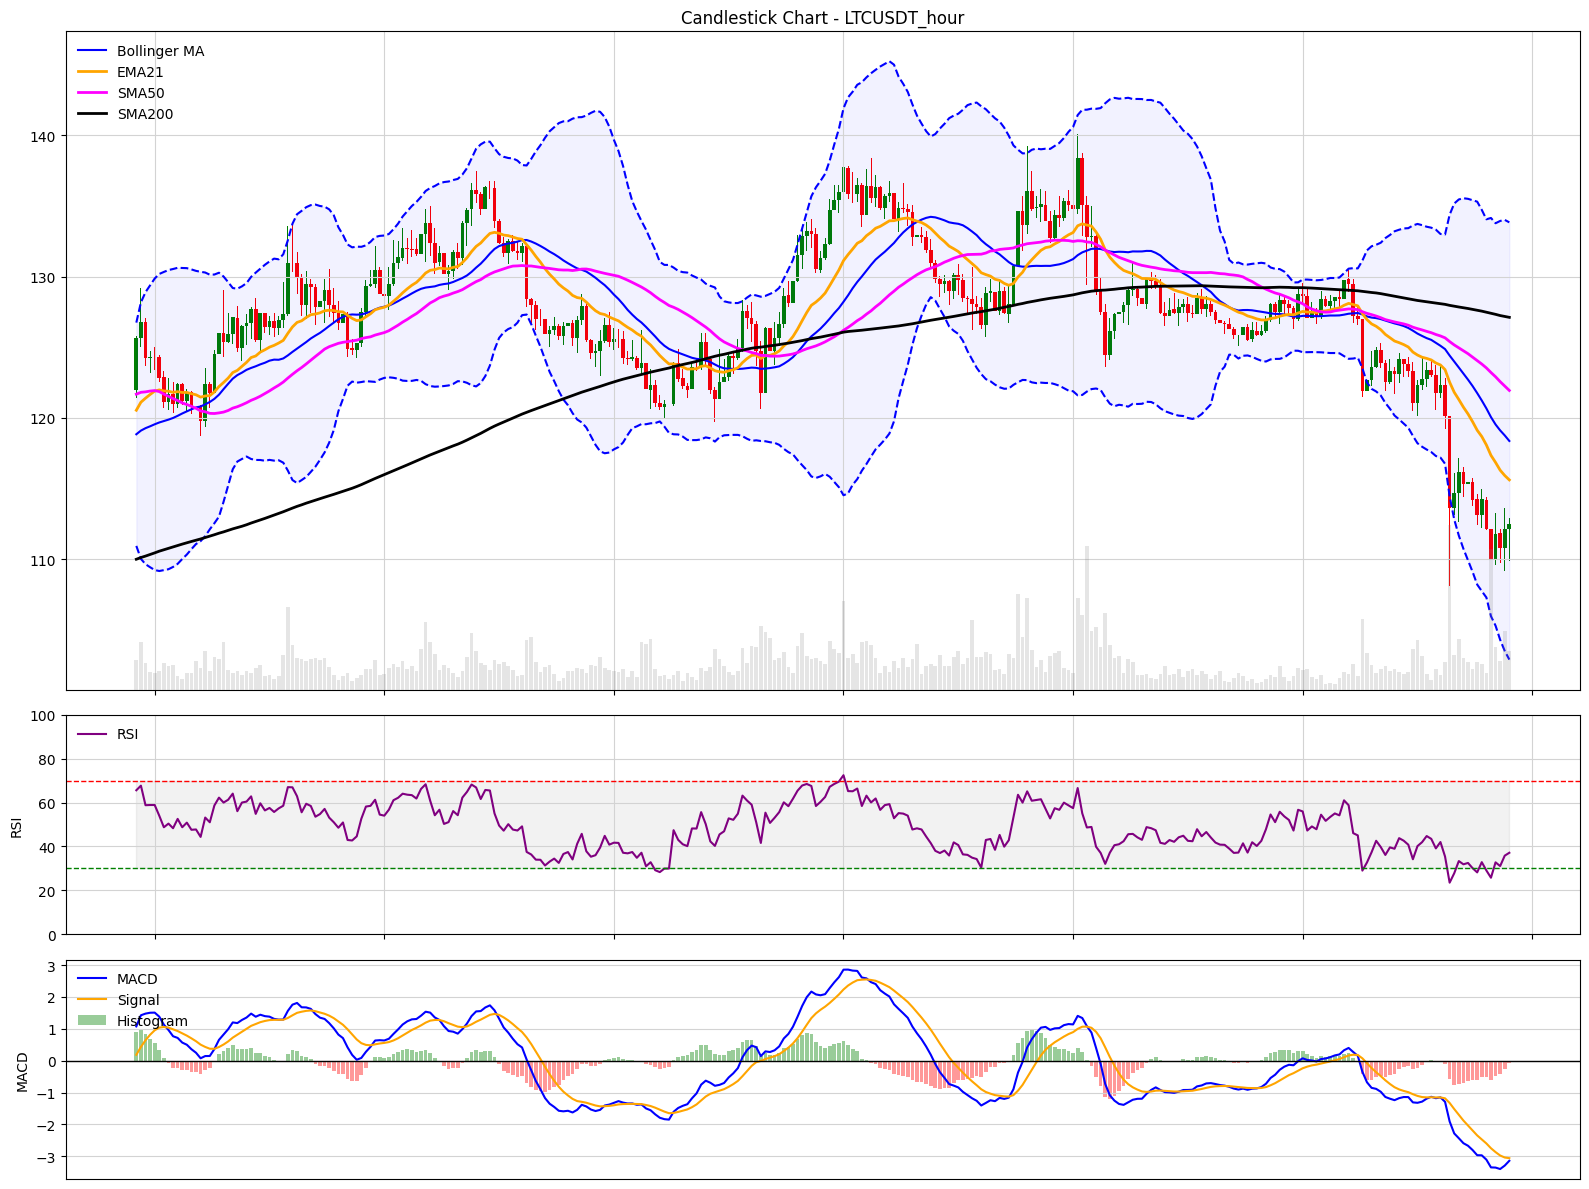 Candlestick Chart - LTCUSDT_hour
Bollinger MA
EMA21
SMA50
SMA200
140
130
120
110
100
RSI
80
60
40
20
0
RSI
3
MACD
2
Signal
1
Histogram
0
−1
−2
−3
MACD